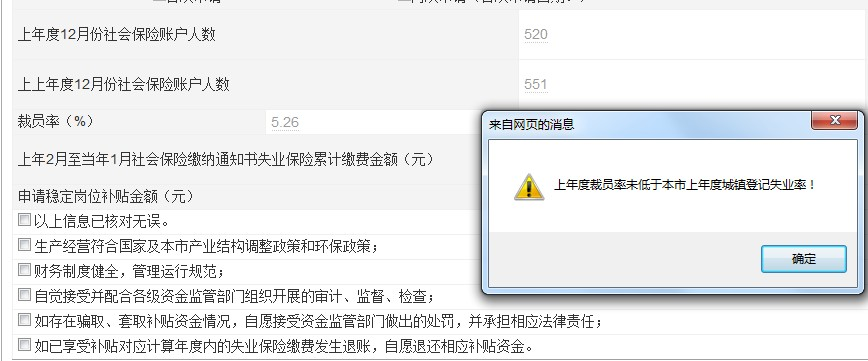 上年度12月份社会保险账户人数 520
上上年度12月份社会保险账户人数 551
裁员率（%） 5.26
上年2月至当年1月社会保险缴纳通知书失业保险累计缴费金额（元）
申请稳定岗位补贴金额（元）
以上信息已核对无误。
生产经营符合国家及本市产业结构调整政策和环保政策；
财务制度健全，管理运行规范；
自觉接受并配合各级资金监管部门组织开展的审计、监督、检查；
如存在骗取、套取补贴资金情况，自愿接受资金监管部门做出的处罚，并承担相应法律责任；
如已享受补贴对应计算年度内的失业保险缴费发生退账，自愿退还相应补贴资金。
来自网页的消息
上年度裁员率未低于本市上年度城镇登记失业率！
确定